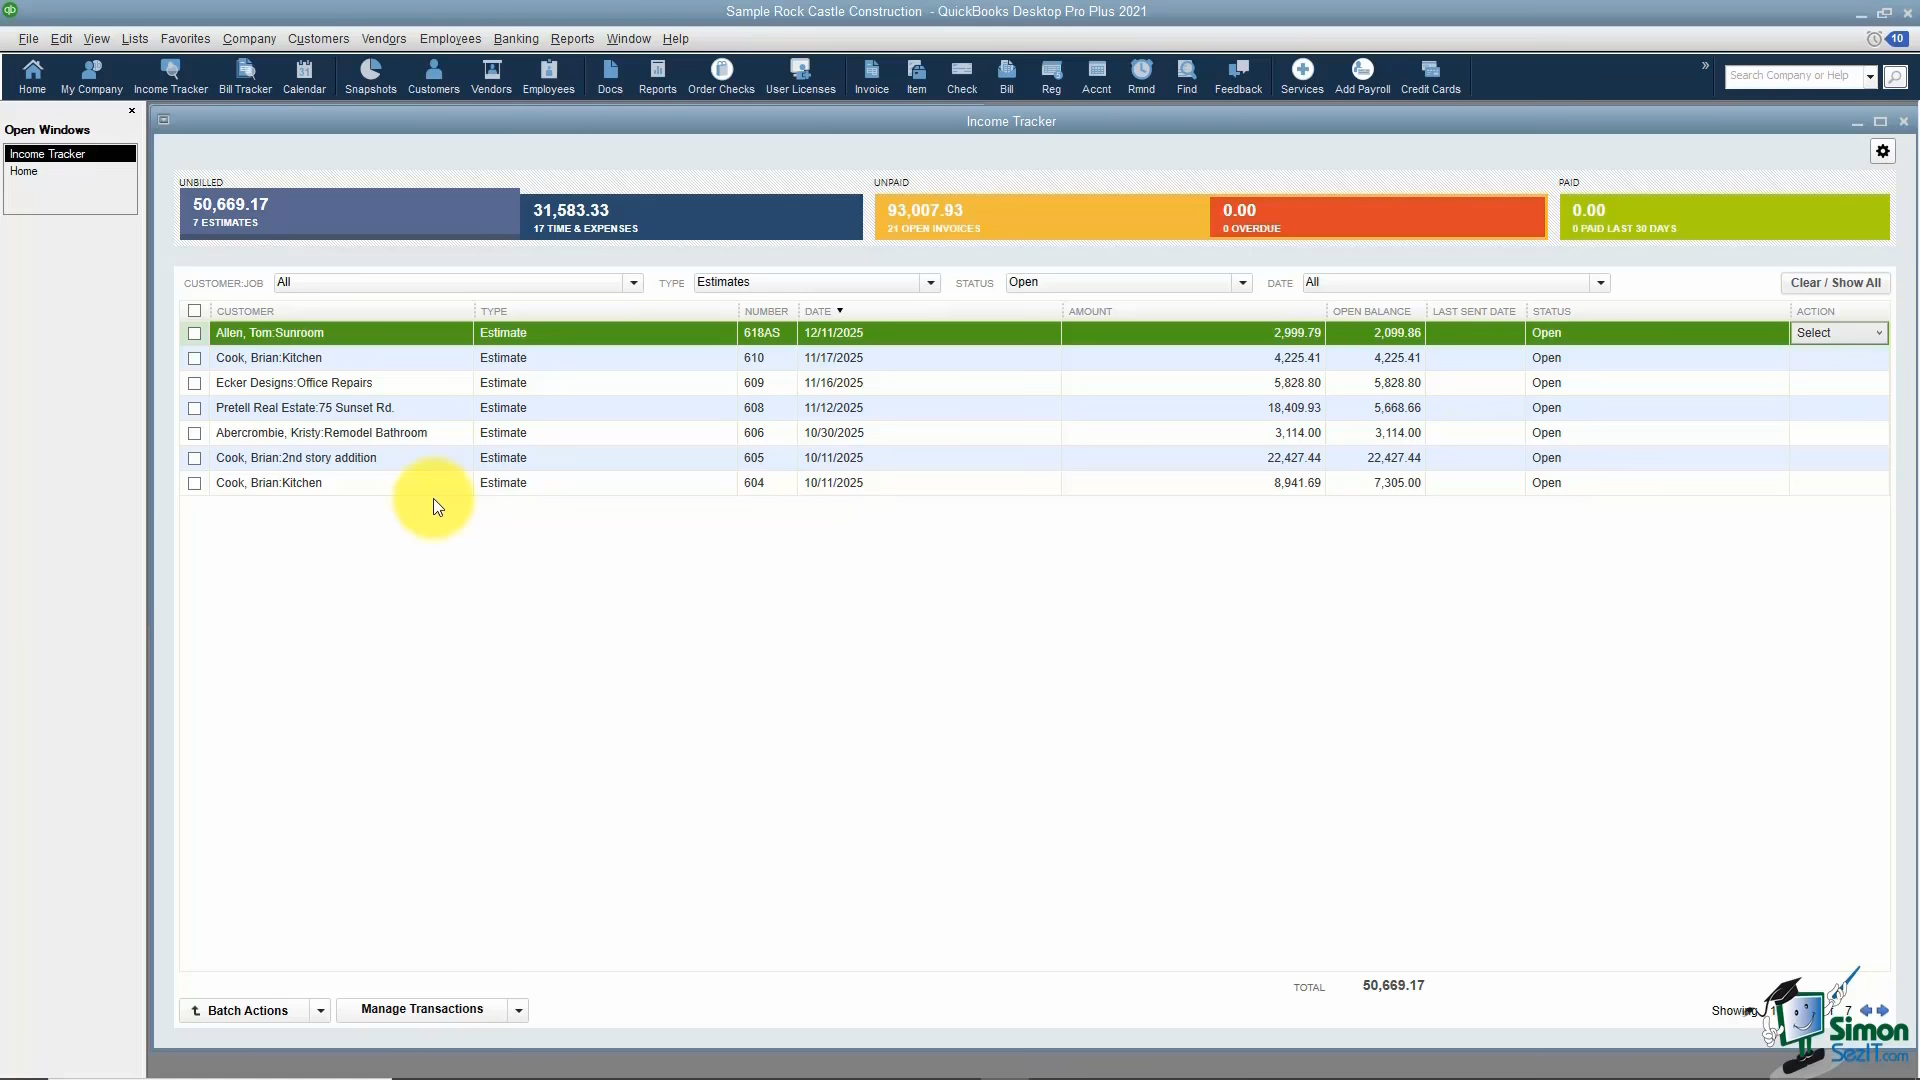 Sample Rock Castle Construction - QuickBooks Desktop Pro Plus 2021
File Edit View Lists Favorites Company Customers Vendors Employees Banking Reports Window Help 10
Home My Company Income Tracker Bill Tracker Calendar Snapshots Customers Vendors Employees Docs Reports Order Checks User Licenses Invoice Item Check Bill Reg Accnt Rmnd Find Feedback Services Add Payroll Credit Cards » Search Company or Help
Open Windows
Income Tracker
Home
Income Tracker
UNBILLED UNPAID PAID
50,669.17 31,583.33 93,007.93 0.00 0.00
7 ESTIMATES 17 TIME & EXPENSES 21 OPEN INVOICES 0 OVERDUE 0 PAID LAST 30 DAYS
CUSTOMER:JOB All TYPE Estimates STATUS Open DATE All Clear / Show All
CUSTOMER TYPE NUMBER DATE AMOUNT OPEN BALANCE LAST SENT DATE STATUS ACTION
Allen, Tom:Sunroom Estimate 618AS 12/11/2025 2,999.79 2,099.86 Open Select
Cook, Brian:Kitchen Estimate 610 11/17/2025 4,225.41 4,225.41 Open
Ecker Designs:Office Repairs Estimate 609 11/16/2025 5,828.80 5,828.80 Open
Pretell Real Estate:75 Sunset Rd. Estimate 608 11/12/2025 18,409.93 5,668.66 Open
Abercrombie, Kristy:Remodel Bathroom Estimate 606 10/30/2025 3,114.00 3,114.00 Open
Cook, Brian:2nd story addition Estimate 605 10/11/2025 22,427.44 22,427.44 Open
Cook, Brian:Kitchen Estimate 604 10/11/2025 8,941.69 7,305.00 Open
TOTAL 50,669.17
Batch Actions Manage Transactions Showing 7
Simon
SezIT.com